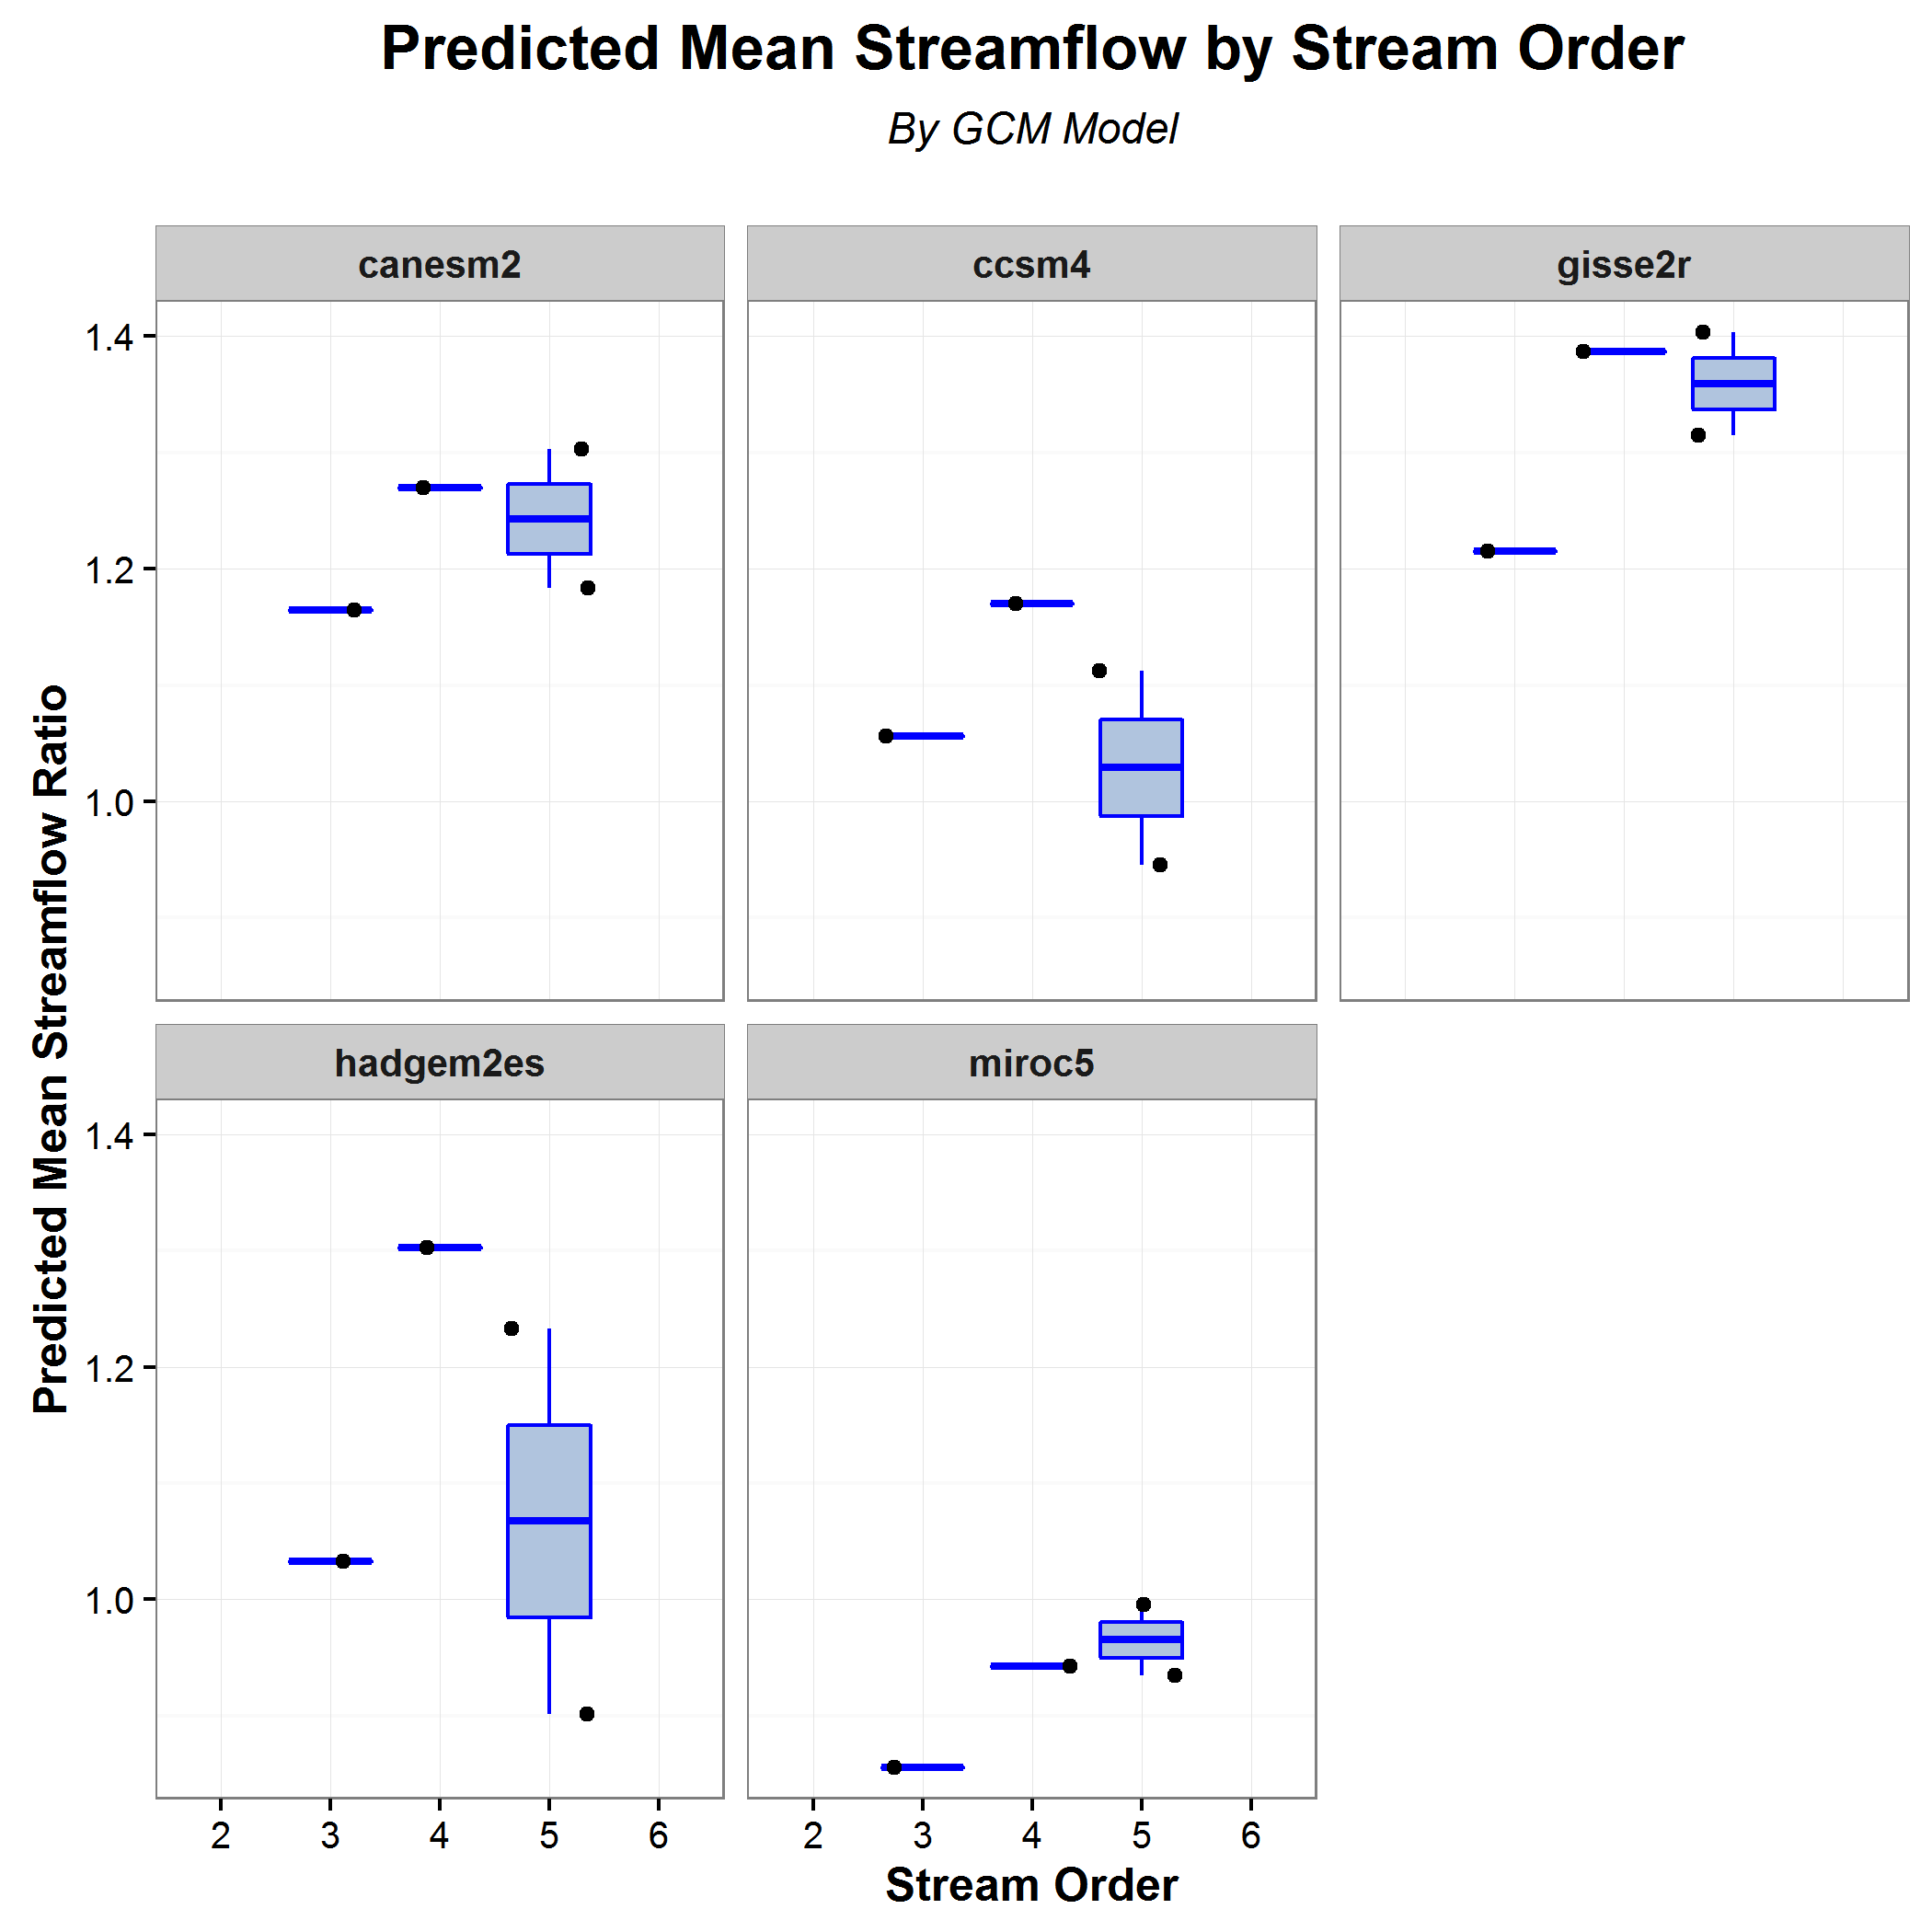 Predicted Mean Streamflow by Stream Order
By GCM Model
canesm2
ccsm4
gisse2r
1.4
1.2
1.0
Predicted Mean Streamflow Ratio
hadgem2es
miroc5
1.4
1.2
1.0
2 3 4 5 6
2 3 4 5 6
Stream Order